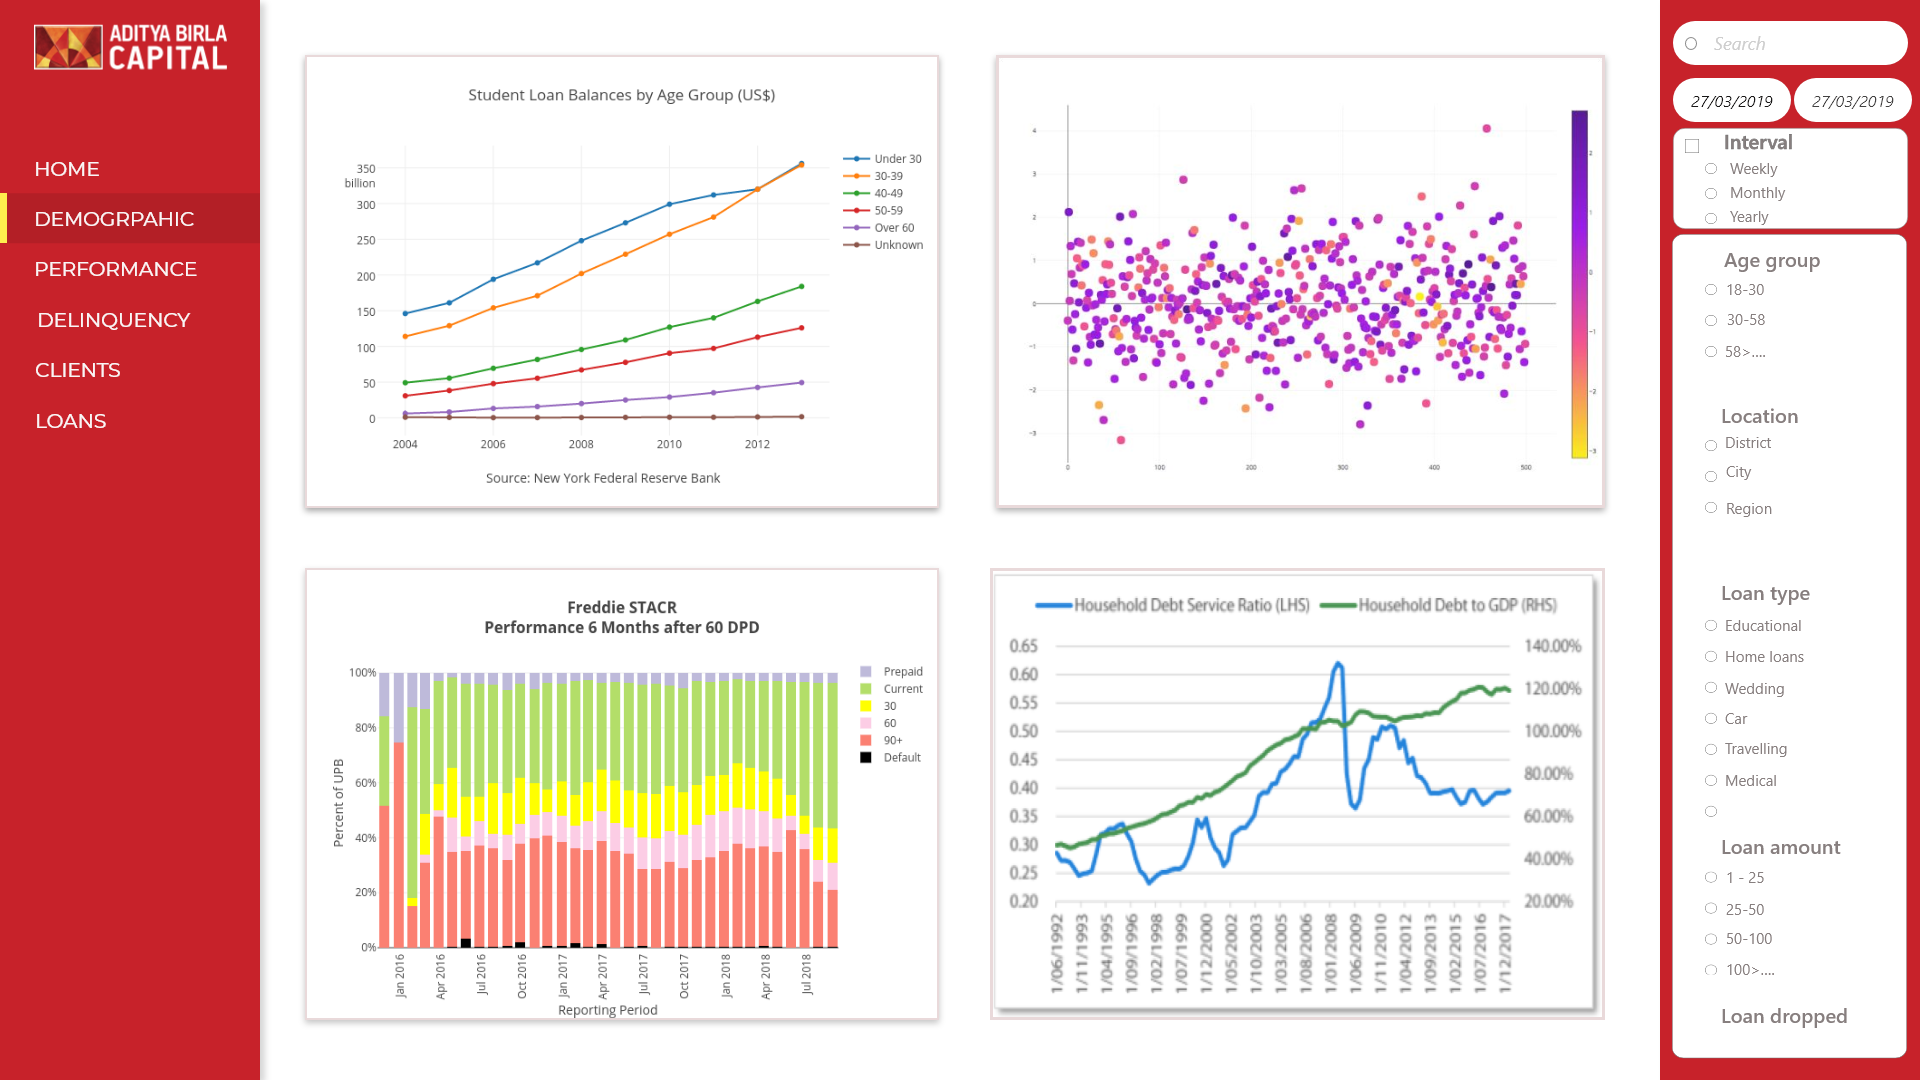 ADITYA BIRLA
CAPITAL
HOME
DEMOGRPAHIC
PERFORMANCE
DELINQUENCY
CLIENTS
LOANS
Student Loan Balances by Age Group (US$)
350
billion
300
250
200
150
100
50
0
2004 2006 2008 2010 2012
Under 30
30-39
40-49
50-59
Over 60
Unknown
Source: New York Federal Reserve Bank
4
3
2
1
0
−1
−2
−3
0 100 200 300 400 500
2
1
0
−1
−2
−3
Freddie STACR
Performance 6 Months after 60 DPD
Percent of UPB
100%
80%
60%
40%
20%
0%
Jan 2016 Apr 2016 Jul 2016 Oct 2016 Jan 2017 Apr 2017 Jul 2017 Oct 2017 Jan 2018 Apr 2018 Jul 2018
Reporting Period
Prepaid
Current
30
60
90+
Default
Household Debt Service Ratio (LHS) Household Debt to GDP (RHS)
0.65
0.60
0.55
0.50
0.45
0.40
0.35
0.30
0.25
0.20
140.00%
120.00%
100.00%
80.00%
60.00%
40.00%
20.00%
1/06/1992 1/11/1993 1/04/1995 1/09/1996 1/02/1998 1/07/1999 1/12/2000 1/05/2002 1/10/2003 1/03/2005 1/08/2006 1/01/2008 1/06/2009 1/11/2010 1/04/2012 1/09/2013 1/02/2015 1/07/2016 1/12/2017
Search
27/03/2019 27/03/2019
Interval
Weekly
Monthly
Yearly
Age group
18-30
30-58
58>....
Location
District
City
Region
Loan type
Educational
Home loans
Wedding
Car
Travelling
Medical
Loan amount
1 - 25
25-50
50-100
100>....
Loan dropped